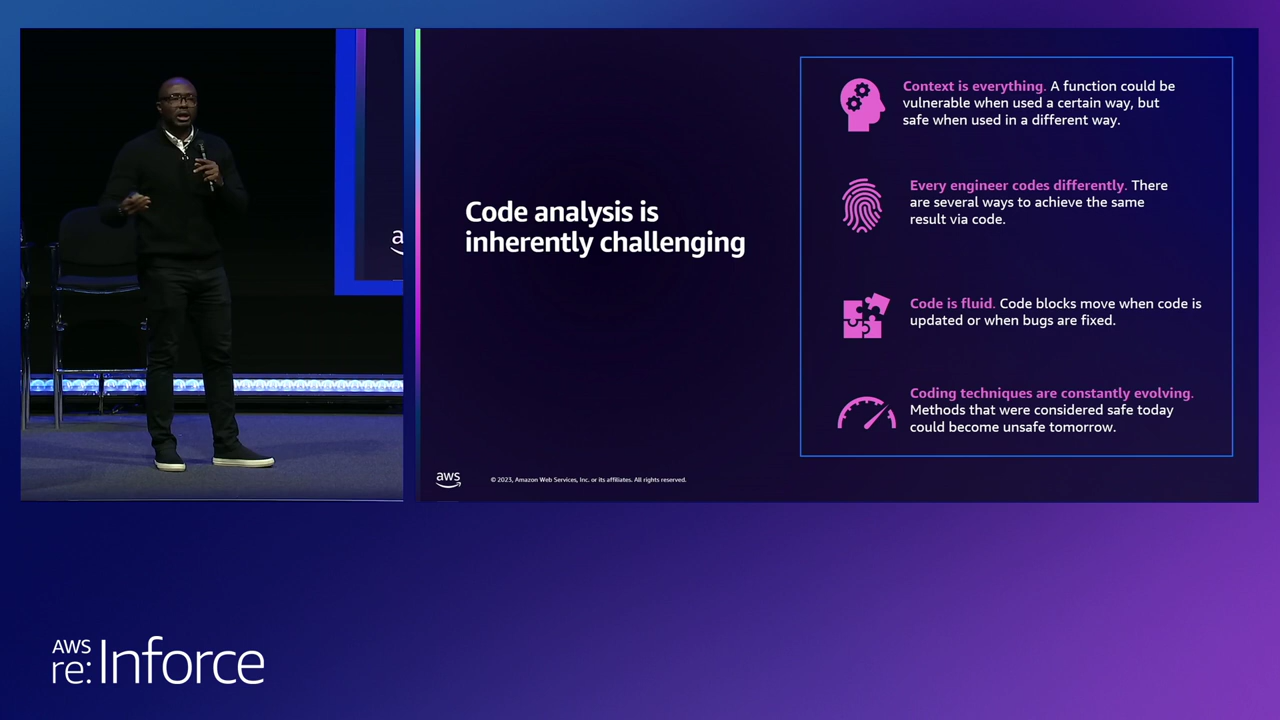 a
Code analysis is
inherently challenging
Context is everything. A function could be
vulnerable when used a certain way, but
safe when used in a different way.
Every engineer codes differently. There
are several ways to achieve the same
result via code.
Code is fluid. Code blocks move when code is
updated or when bugs are fixed.
Coding techniques are constantly evolving.
Methods that were considered safe today
could become unsafe tomorrow.
aws
© 2023, Amazon Web Services, Inc. or its affiliates. All rights reserved.
AWS
re:Inforce